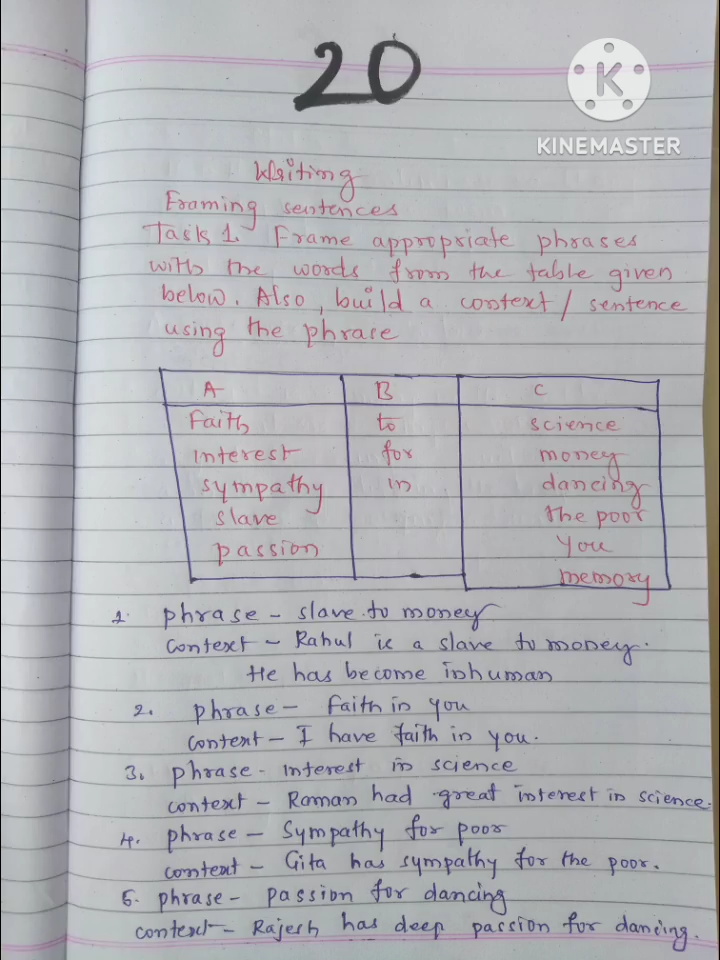 20
K
KINEMASTER
Writing
Framing sentences
Task 1. Frame appropriate phrases
with the words from the table given
below. Also, build a context / sentence
using the phrase
A B C
Faith to science
interest for money
sympathy in dancing
slave the poor
passion you
memory
1. phrase - slave to money
context - Rahul is a slave to money.
He has become inhuman
2. phrase - Faith in you
context - I have faith in you.
3. phrase - interest in science
context - Raman had great interest in science.
4. phrase - Sympathy for poor
context - Gita has sympathy for the poor.
5. phrase - passion for dancing
context - Rajesh has deep passion for dancing.